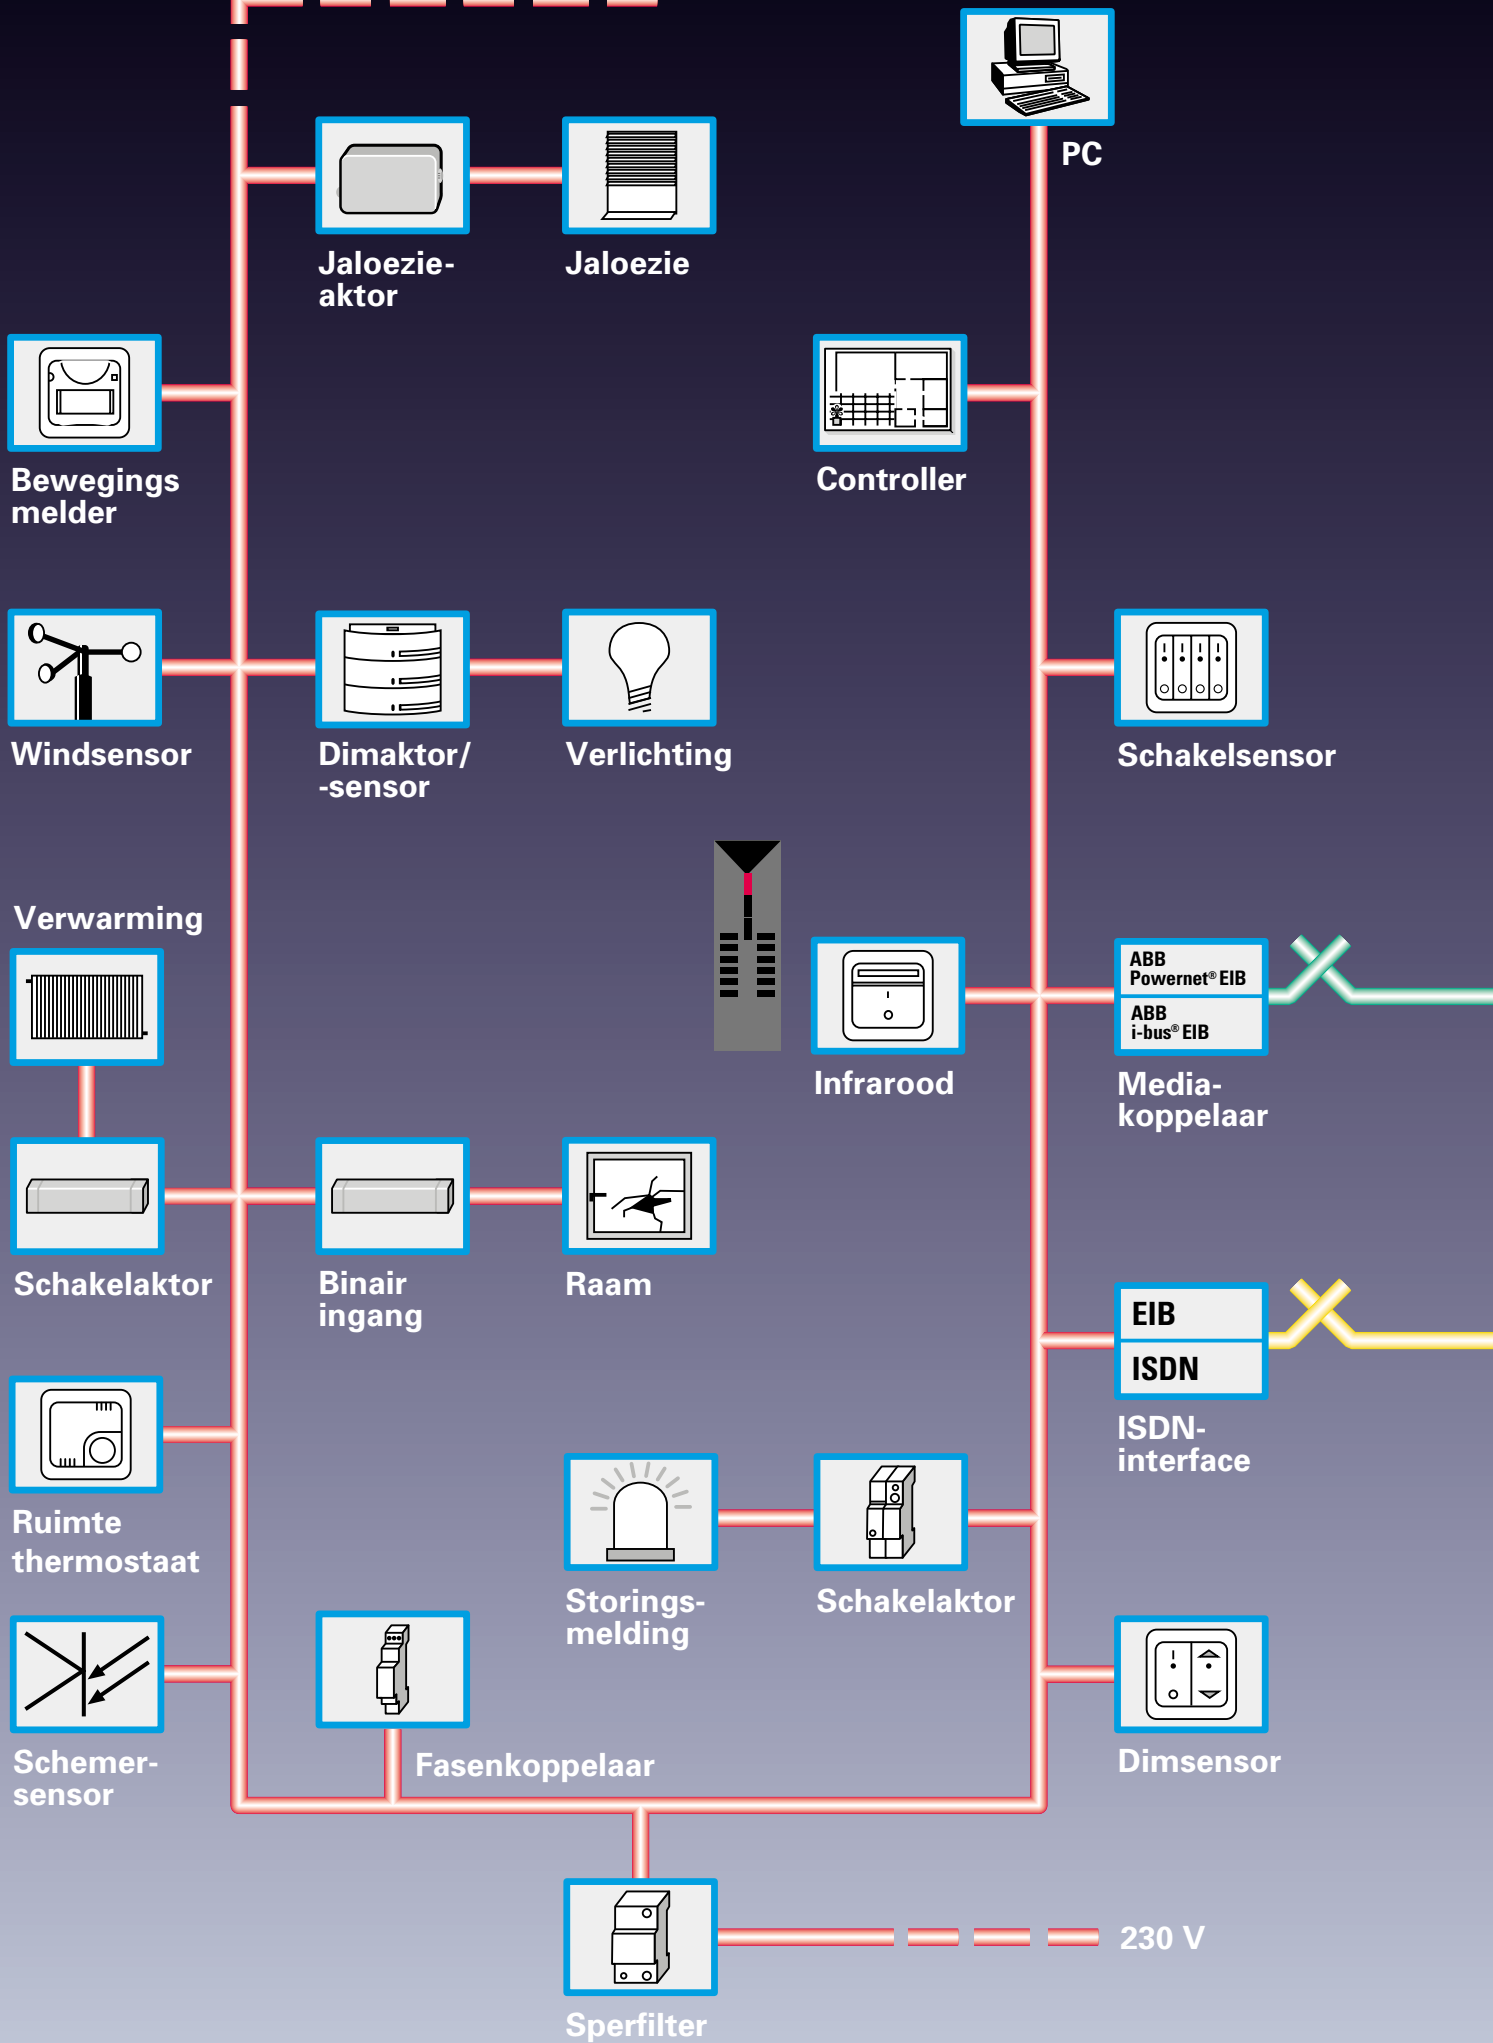 PC
Jaloezie-
aktor
Jaloezie
Bewegings
melder
Controller
Windsensor
Dimaktor/
-sensor
Verlichting
Schakelsensor
Verwarming
Infrarood
ABB
Powernet® EIB
ABB
i-bus® EIB
Media-
koppelaar
Schakelaktor
Binair
ingang
Raam
EIB
ISDN
ISDN-
interface
Ruimte
thermostaat
Storings-
melding
Schakelaktor
Schemer-
sensor
Fasenkoppelaar
Dimsensor
230 V
Sperfilter